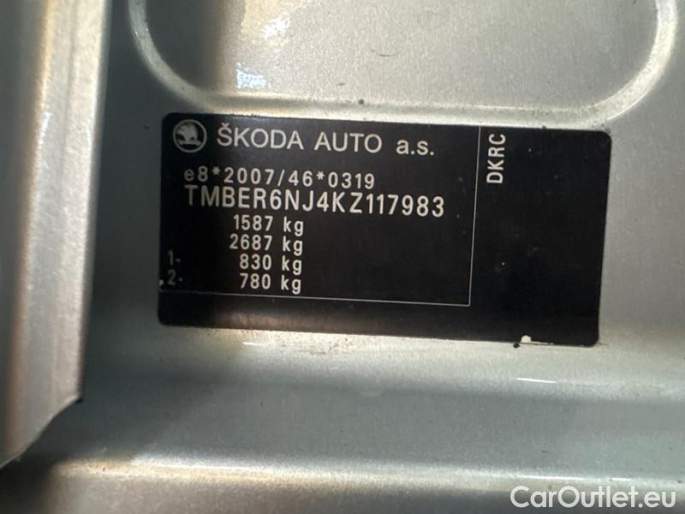 ŠKODA AUTO a.s.
e8*2007/46*0319
TMBER6NJ4KZ117983
1587 kg
2687 kg
1- 830 kg
2- 780 kg
DKRC
CarOutlet.eu